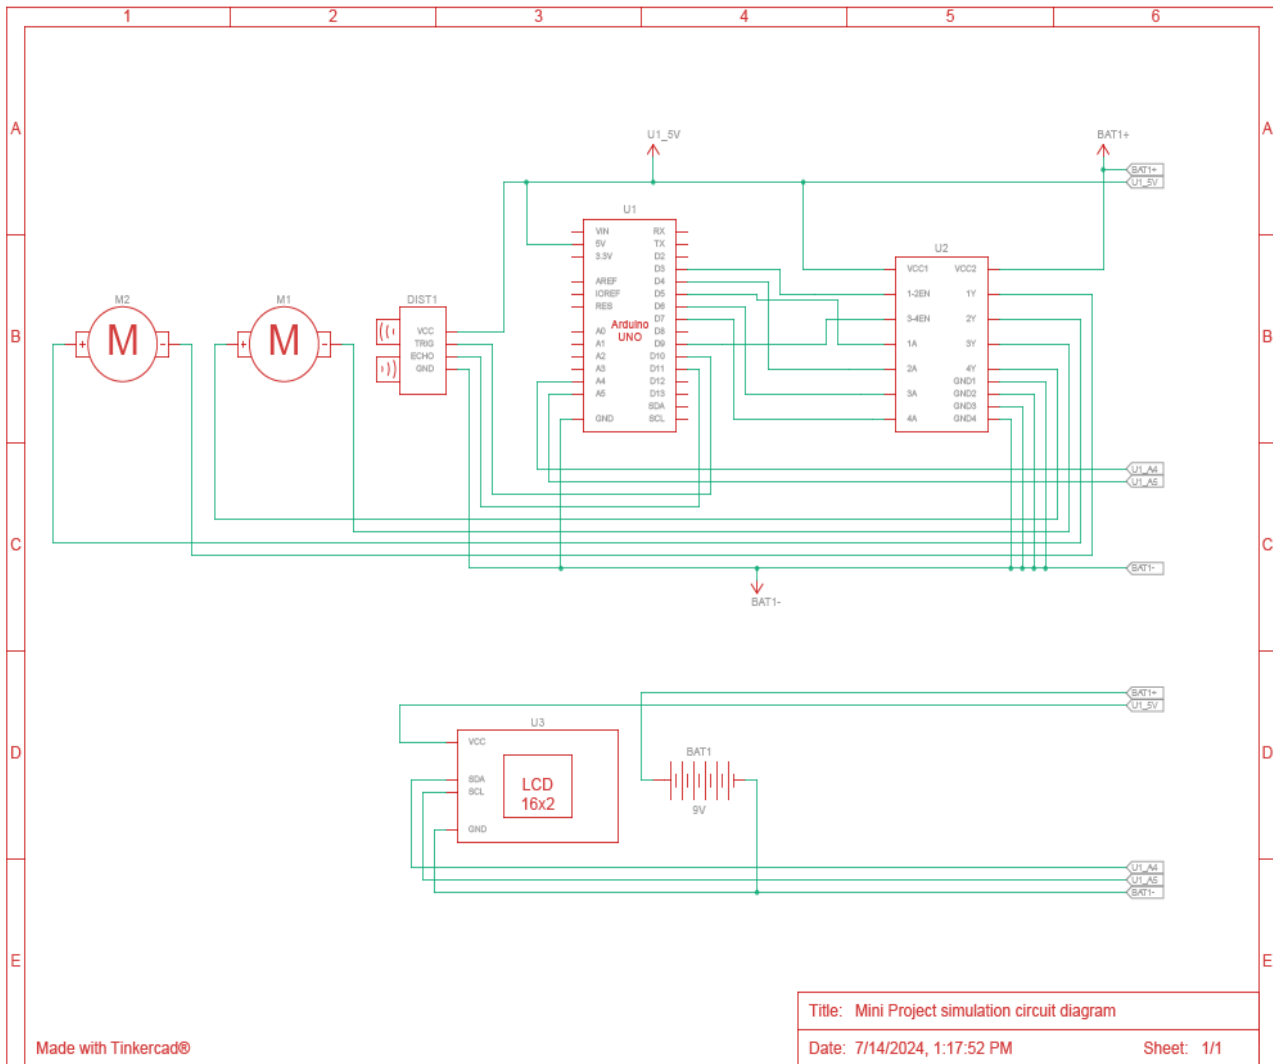 1 2 3 4 5 6
A A
U1_5V BAT1+
BAT1+
U1_5V
U1
VIN RX
5V TX
3.3V D2
D3
AREF D4
IOREF D5
RES D6
D7
A0 D8
A1 D9
A2 D10
A3 D11
A4 D12
A5 D13
SDA
GND SCL
Arduino
UNO
U2
VCC1 VCC2
1-2EN 1Y
3-4EN 2Y
1A 3Y
2A 4Y
GND1
3A GND2
GND3
4A GND4
B B
M2 M1 DIST1
+ M - + M -
VCC
TRIG
ECHO
GND
U1_A4
U1_A5
C C
BAT1-
BAT1-
BAT1+
U1_5V
D D
U3
VCC
SDA
SCL
GND
LCD
16x2
BAT1
9V
U1_A4
U1_A5
BAT1-
E E
Title: Mini Project simulation circuit diagram
Made with Tinkercad®
Date: 7/14/2024, 1:17:52 PM Sheet: 1/1